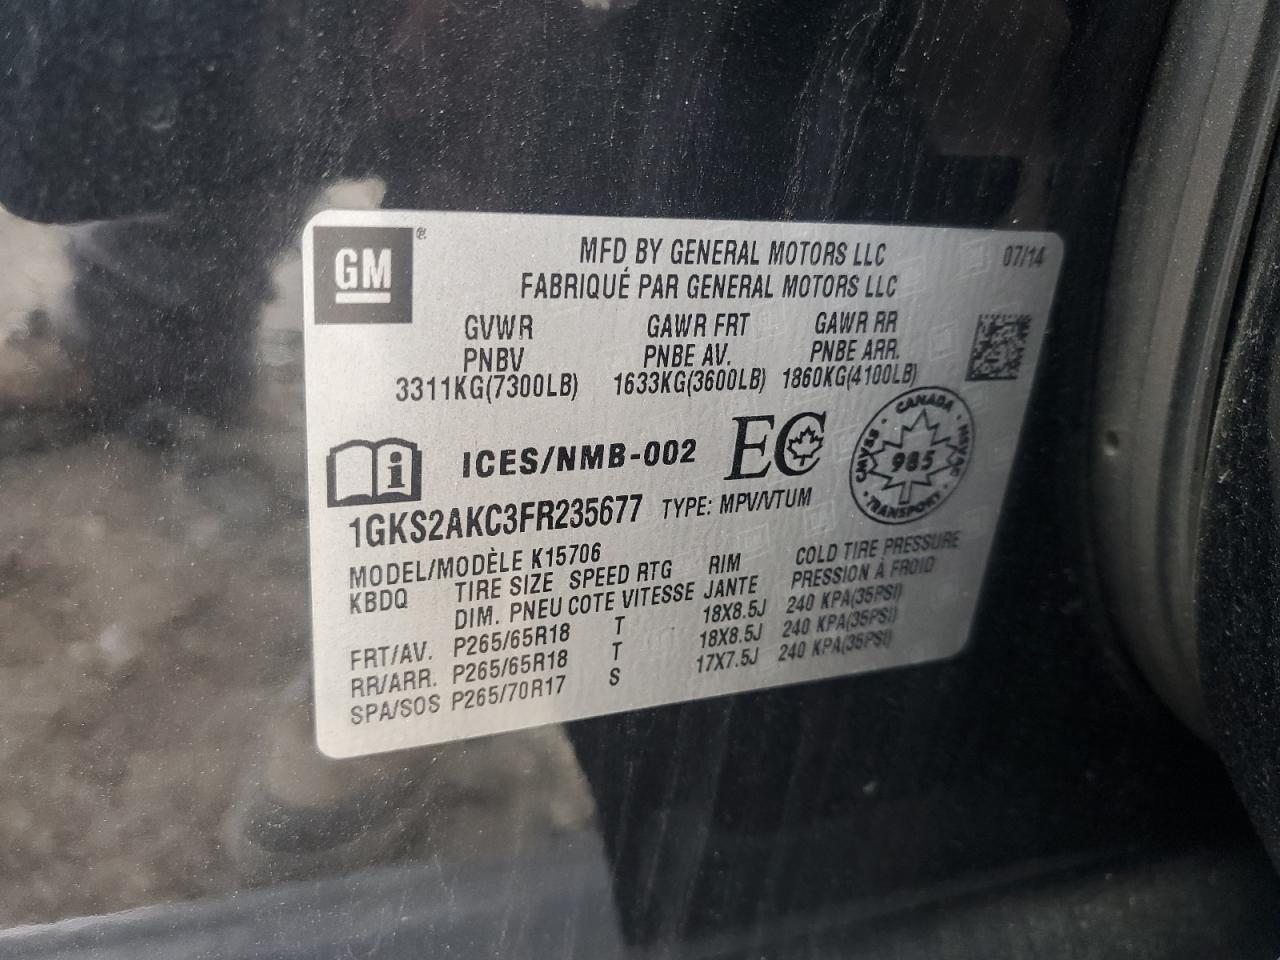 GM®
MFD BY GENERAL MOTORS LLC 07/14
FABRIQUÉ PAR GENERAL MOTORS LLC
GVWR GAWR FRT GAWR RR
PNBV PNBE AV. PNBE ARR.
3311KG(7300LB) 1633KG(3600LB) 1860KG(4100LB)
ICES/NMB-002 EC
CANADA
CMVSS 985 NSVAC
TRANSPORT
1GKS2AKC3FR235677 TYPE: MPV/VTUM
MODEL/MODÈLE K15706
KBDQ TIRE SIZE SPEED RTG RIM COLD TIRE PRESSURE
DIM. PNEU COTE VITESSE JANTE PRESSION À FROID
FRT/AV. P265/65R18 T 18X8.5J 240 KPA(35PSI)
RR/ARR. P265/65R18 T 18X8.5J 240 KPA(35PSI)
SPA/SOS P265/70R17 S 17X7.5J 240 KPA(35PSI)